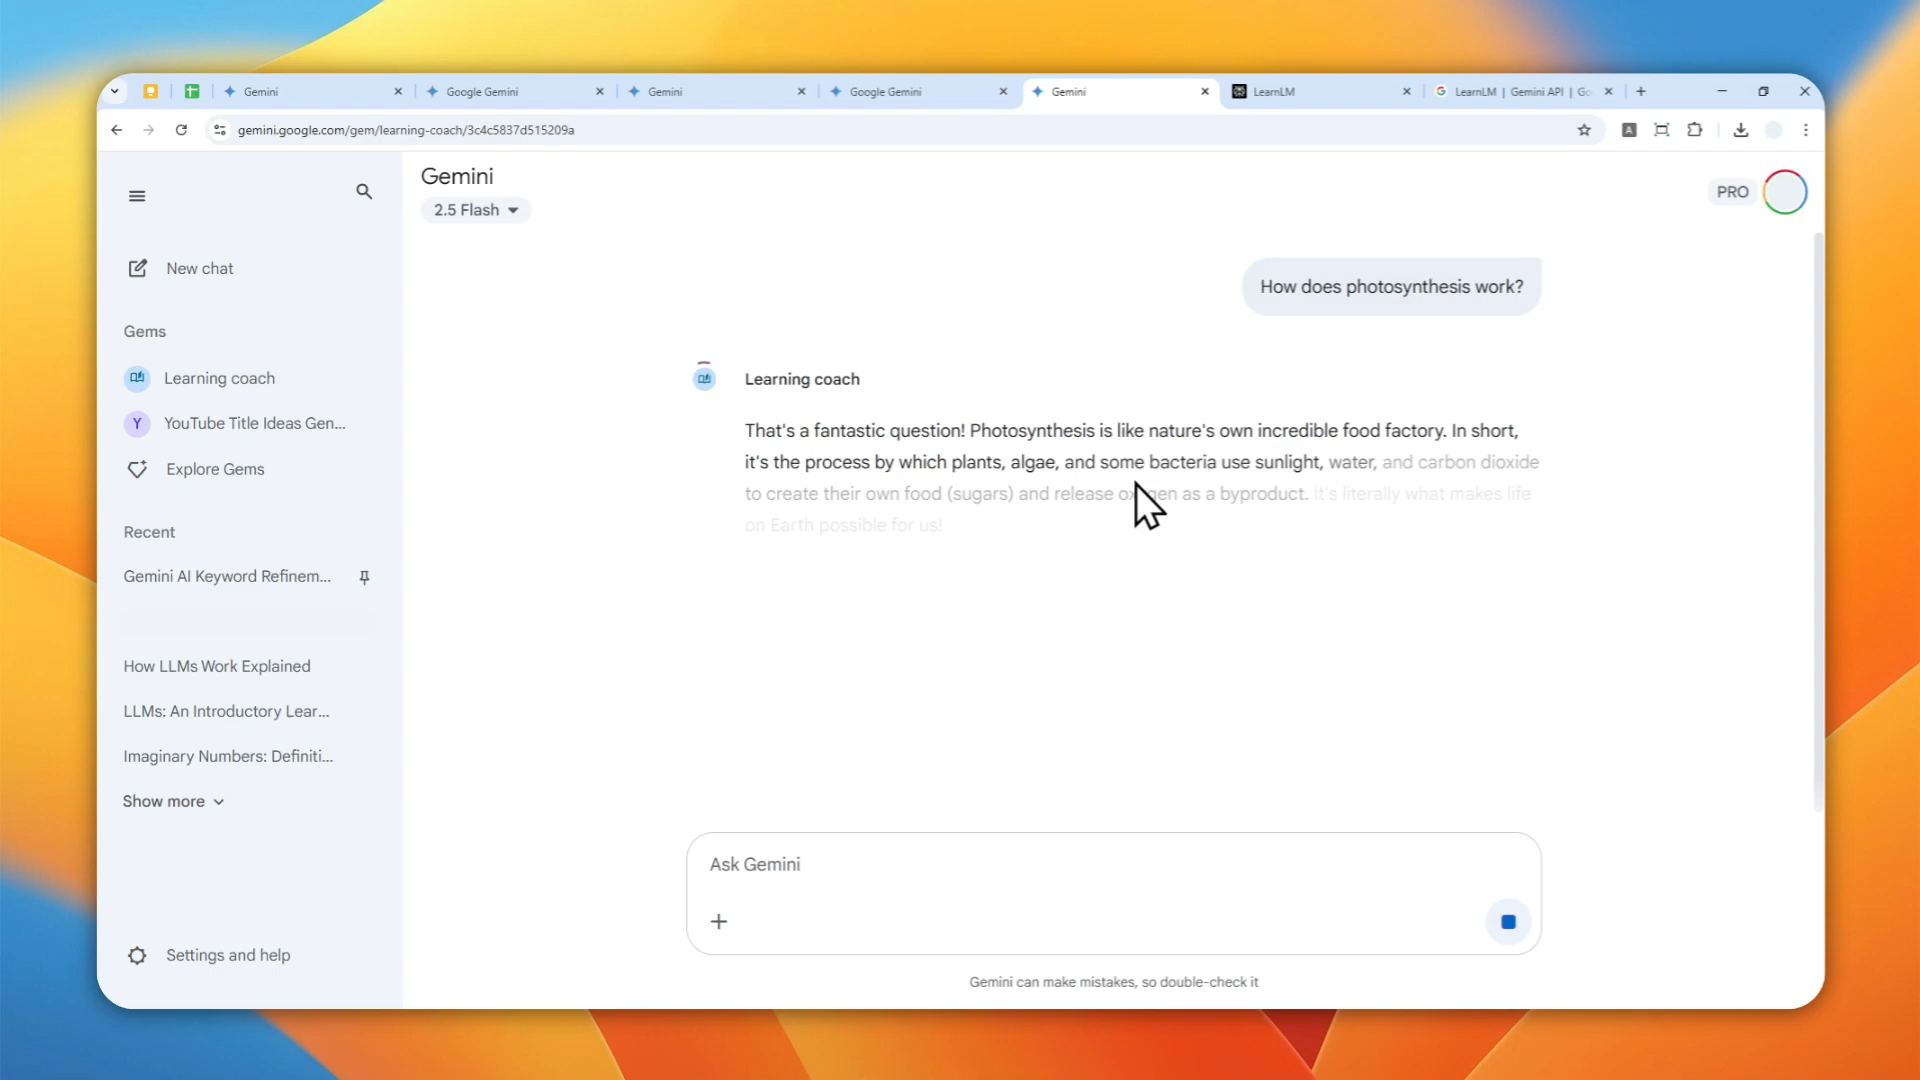 Gemini
Google Gemini
Gemini
Google Gemini
Gemini
LearnLM
LearnLM | Gemini API | Go
gemini.google.com/gem/learning-coach/3c4c5837d515209a
A
Gemini
2.5 Flash
PRO
New chat
Gems
Learning coach
Y YouTube Title Ideas Gen...
Explore Gems
Recent
Gemini AI Keyword Refinem...
How LLMs Work Explained
LLMs: An Introductory Lear...
Imaginary Numbers: Definiti...
Show more
Settings and help
How does photosynthesis work?
Learning coach
That's a fantastic question! Photosynthesis is like nature's own incredible food factory. In short,
it's the process by which plants, algae, and some bacteria use sunlight, water, and carbon dioxide
to create their own food (sugars) and release oxygen as a byproduct. It's literally what makes life
on Earth possible for us!
Ask Gemini
Gemini can make mistakes, so double-check it